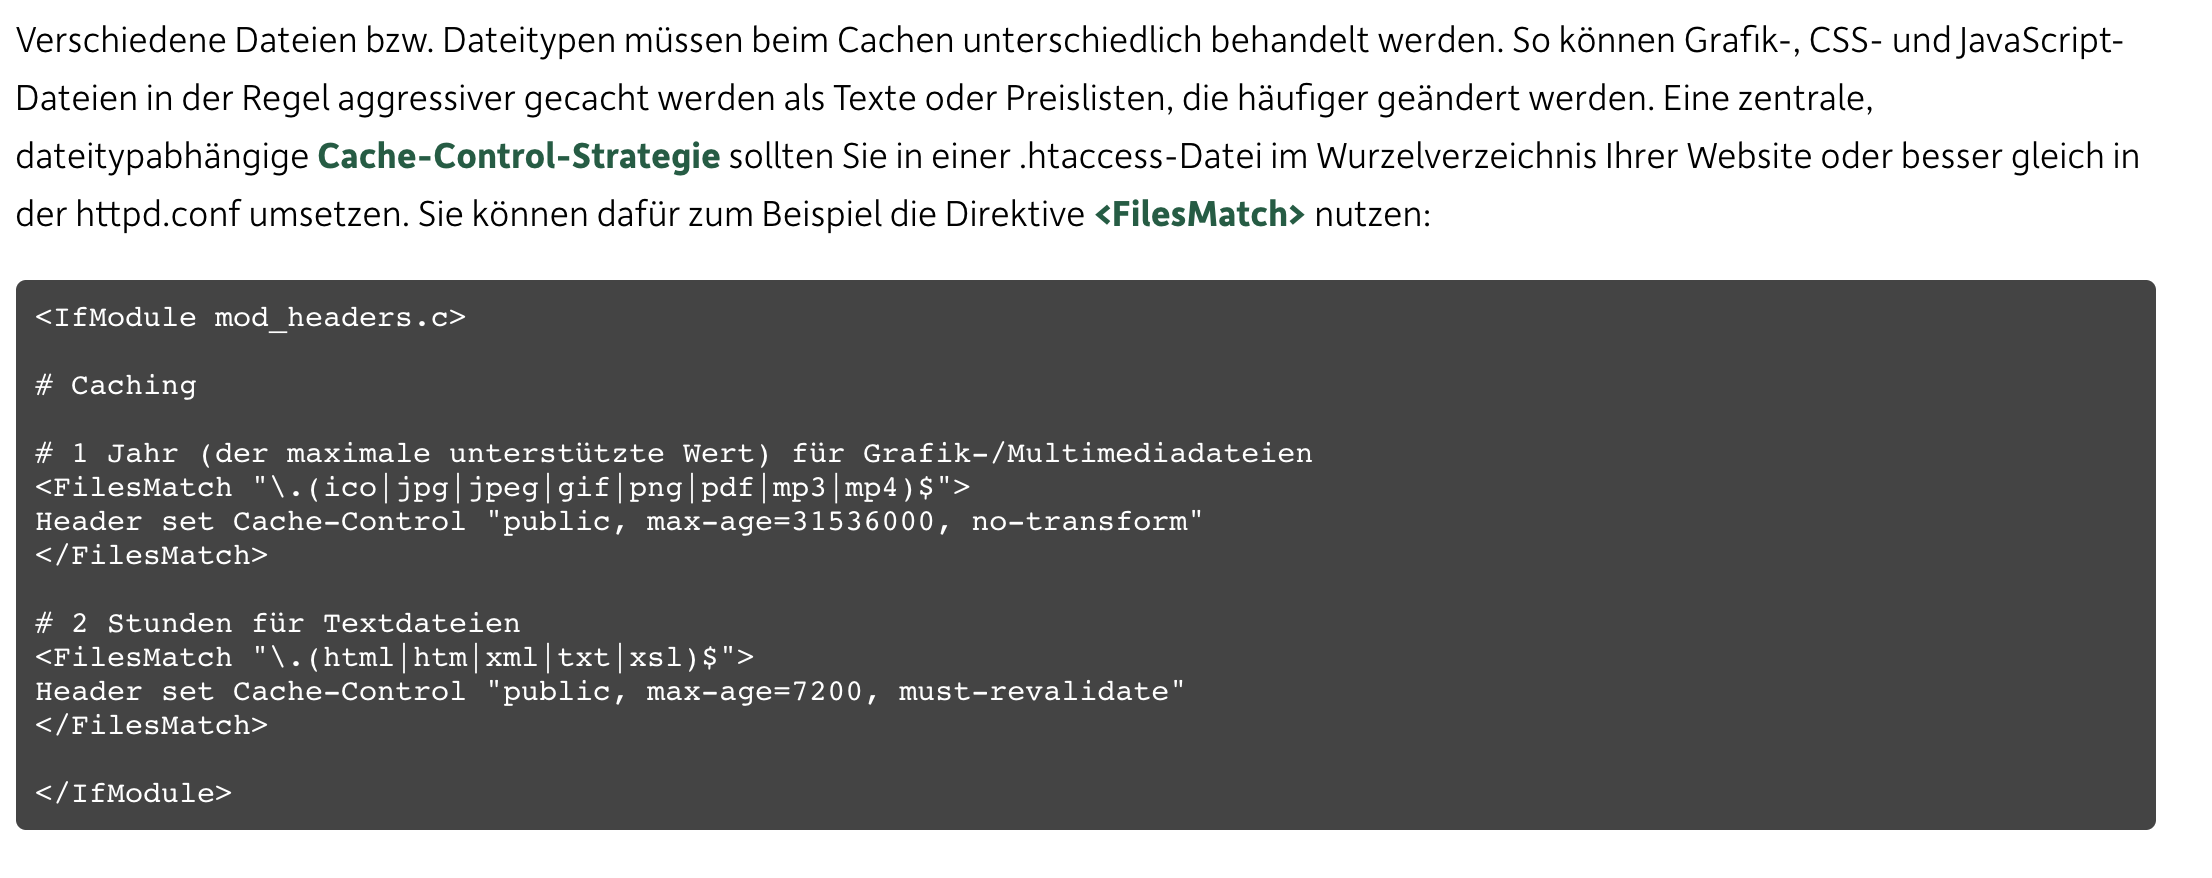 Verschiedene Dateien bzw. Dateitypen müssen beim Cachen unterschiedlich behandelt werden. So können Grafik-, CSS- und JavaScript-
Dateien in der Regel aggressiver gecacht werden als Texte oder Preislisten, die häufiger geändert werden. Eine zentrale,
dateitypabhängige Cache-Control-Strategie sollten Sie in einer .htaccess-Datei im Wurzelverzeichnis Ihrer Website oder besser gleich in
der httpd.conf umsetzen. Sie können dafür zum Beispiel die Direktive <FilesMatch> nutzen:
<IfModule mod_headers.c>
# Caching
# 1 Jahr (der maximale unterstützte Wert) für Grafik-/Multimediadateien
<FilesMatch "\.(ico|jpg|jpeg|gif|png|pdf|mp3|mp4)$">
Header set Cache-Control "public, max-age=31536000, no-transform"
</FilesMatch>
# 2 Stunden für Textdateien
<FilesMatch "\.(html|htm|xml|txt|xsl)$">
Header set Cache-Control "public, max-age=7200, must-revalidate"
</FilesMatch>
</IfModule>